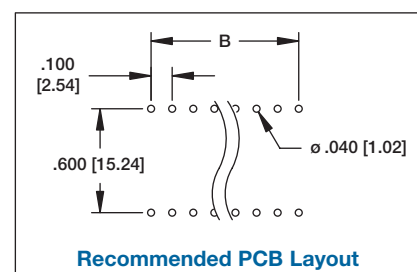 B
.100
[2.54]
.600 [15.24]
ø .040 [1.02]
Recommended PCB Layout